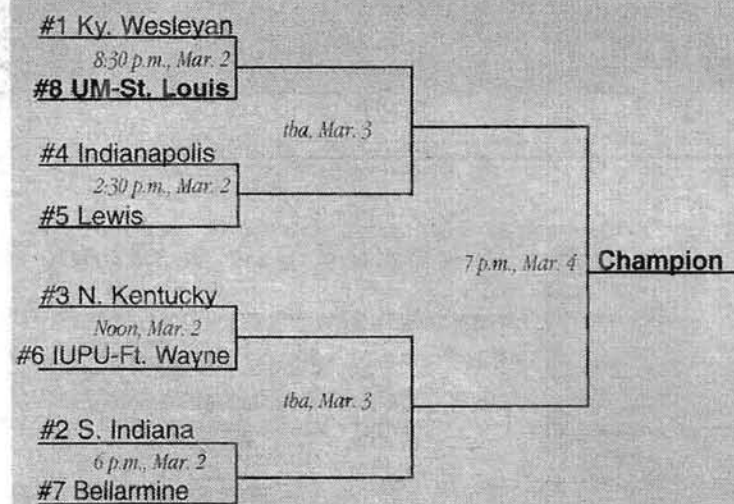 #1 Ky. Wesleyan
8:30 p.m., Mar. 2
#8 UM-St. Louis
tba, Mar. 3
#4 Indianapolis
2:30 p.m., Mar. 2
#5 Lewis
7 p.m., Mar. 4
Champion
#3 N. Kentucky
Noon, Mar. 2
#6 IUPU-Ft. Wayne
tba, Mar. 3
#2 S. Indiana
6 p.m., Mar. 2
#7 Bellarmine